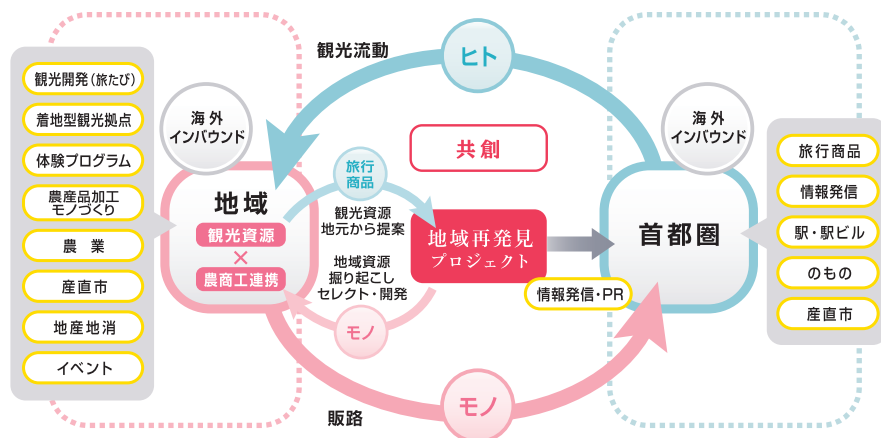 観光開発(旅たび)
着地型観光拠点
体験プログラム
農産品加工
モノづくり
農 業
産直市
地産地消
イベント
海 外
インバウンド
地域
観光資源
×
農商工連携
観光流動
ヒト
共創
旅行
商品
観光資源
地元から提案
地域資源
掘り起こし
セレクト・開発
モノ
地域再発見
プロジェクト
情報発信・PR
販路
モノ
海 外
インバウンド
首都圏
旅行商品
情報発信
駅・駅ビル
のもの
産直市